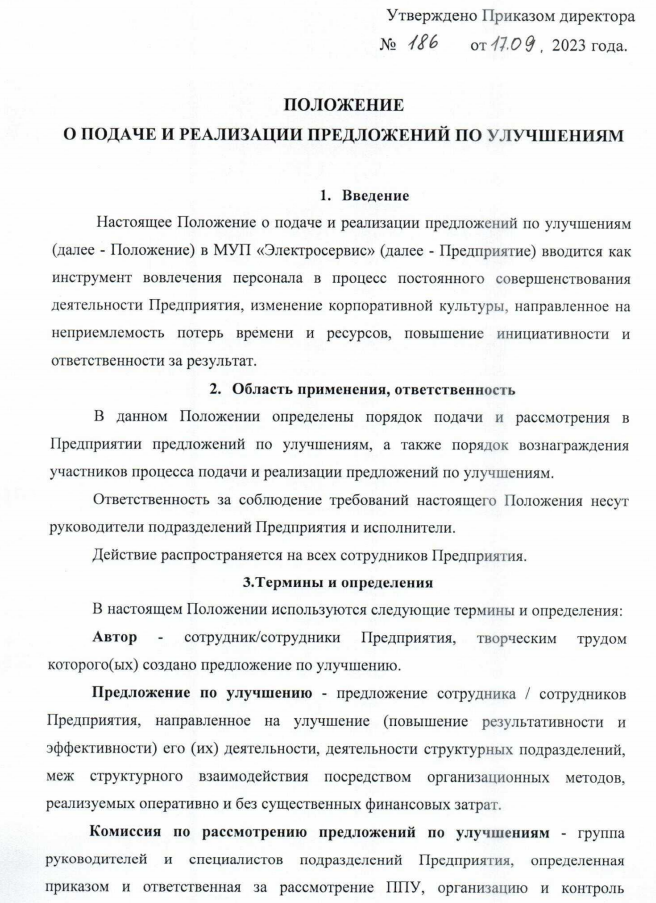 Утверждено Приказом директора
№ 186 от 17.09, 2023 года.
ПОЛОЖЕНИЕ
О ПОДАЧЕ И РЕАЛИЗАЦИИ ПРЕДЛОЖЕНИЙ ПО УЛУЧШЕНИЯМ
1. Введение
Настоящее Положение о подаче и реализации предложений по улучшениям
(далее - Положение) в МУП «Электросервис» (далее - Предприятие) вводится как
инструмент вовлечения персонала в процесс постоянного совершенствования
деятельности Предприятия, изменение корпоративной культуры, направленное на
неприемлемость потерь времени и ресурсов, повышение инициативности и
ответственности за результат.
2. Область применения, ответственность
В данном Положении определены порядок подачи и рассмотрения в
Предприятии предложений по улучшениям, а также порядок вознаграждения
участников процесса подачи и реализации предложений по улучшениям.
Ответственность за соблюдение требований настоящего Положения несут
руководители подразделений Предприятия и исполнители.
Действие распространяется на всех сотрудников Предприятия.
3.Термины и определения
В настоящем Положении используются следующие термины и определения:
Автор - сотрудник/сотрудники Предприятия, творческим трудом
которого(ых) создано предложение по улучшению.
Предложение по улучшению - предложение сотрудника / сотрудников
Предприятия, направленное на улучшение (повышение результативности и
эффективности) его (их) деятельности, деятельности структурных подразделений,
меж структурного взаимодействия посредством организационных методов,
реализуемых оперативно и без существенных финансовых затрат.
Комиссия по рассмотрению предложений по улучшениям - группа
руководителей и специалистов подразделений Предприятия, определенная
приказом и ответственная за рассмотрение ППУ, организацию и контроль